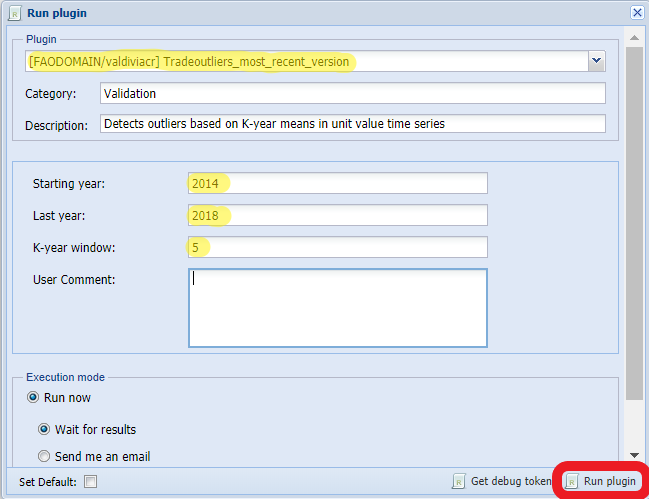 Run plugin
Plugin
[FAODOMAIN/valdiviacr] Tradeoutliers_most_recent_version
Category: Validation
Description: Detects outliers based on K-year means in unit value time series
Starting year: 2014
Last year: 2018
K-year window: 5
User Comment:
Execution mode
Run now
Wait for results
Send me an email
Set Default: Get debug token Run plugin